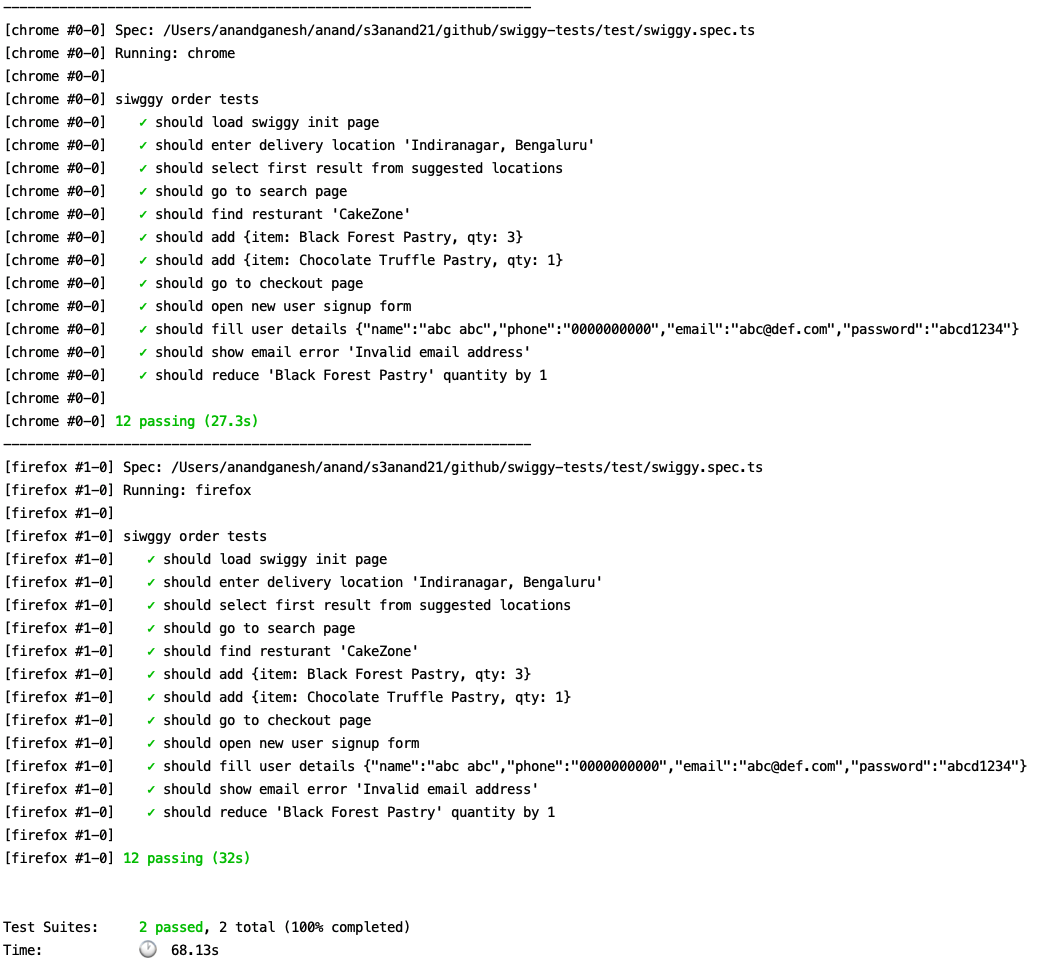 [chrome #0-0] Spec: /Users/anandganesh/anand/s3anand21/github/swiggy-tests/test/swiggy.spec.ts
[chrome #0-0] Running: chrome
[chrome #0-0]
[chrome #0-0] siwggy order tests
[chrome #0-0]    ✓ should load swiggy init page
[chrome #0-0]    ✓ should enter delivery location 'Indiranagar, Bengaluru'
[chrome #0-0]    ✓ should select first result from suggested locations
[chrome #0-0]    ✓ should go to search page
[chrome #0-0]    ✓ should find resturant 'CakeZone'
[chrome #0-0]    ✓ should add {item: Black Forest Pastry, qty: 3}
[chrome #0-0]    ✓ should add {item: Chocolate Truffle Pastry, qty: 1}
[chrome #0-0]    ✓ should go to checkout page
[chrome #0-0]    ✓ should open new user signup form
[chrome #0-0]    ✓ should fill user details {"name":"abc abc","phone":"0000000000","email":"abc@def.com","password":"abcd1234"}
[chrome #0-0]    ✓ should show email error 'Invalid email address'
[chrome #0-0]    ✓ should reduce 'Black Forest Pastry' quantity by 1
[chrome #0-0]
[chrome #0-0] 12 passing (27.3s)
[firefox #1-0] Spec: /Users/anandganesh/anand/s3anand21/github/swiggy-tests/test/swiggy.spec.ts
[firefox #1-0] Running: firefox
[firefox #1-0]
[firefox #1-0] siwggy order tests
[firefox #1-0]    ✓ should load swiggy init page
[firefox #1-0]    ✓ should enter delivery location 'Indiranagar, Bengaluru'
[firefox #1-0]    ✓ should select first result from suggested locations
[firefox #1-0]    ✓ should go to search page
[firefox #1-0]    ✓ should find resturant 'CakeZone'
[firefox #1-0]    ✓ should add {item: Black Forest Pastry, qty: 3}
[firefox #1-0]    ✓ should add {item: Chocolate Truffle Pastry, qty: 1}
[firefox #1-0]    ✓ should go to checkout page
[firefox #1-0]    ✓ should open new user signup form
[firefox #1-0]    ✓ should fill user details {"name":"abc abc","phone":"0000000000","email":"abc@def.com","password":"abcd1234"}
[firefox #1-0]    ✓ should show email error 'Invalid email address'
[firefox #1-0]    ✓ should reduce 'Black Forest Pastry' quantity by 1
[firefox #1-0]
[firefox #1-0] 12 passing (32s)
Test Suites:     2 passed, 2 total (100% completed)
Time:            🕐  68.13s